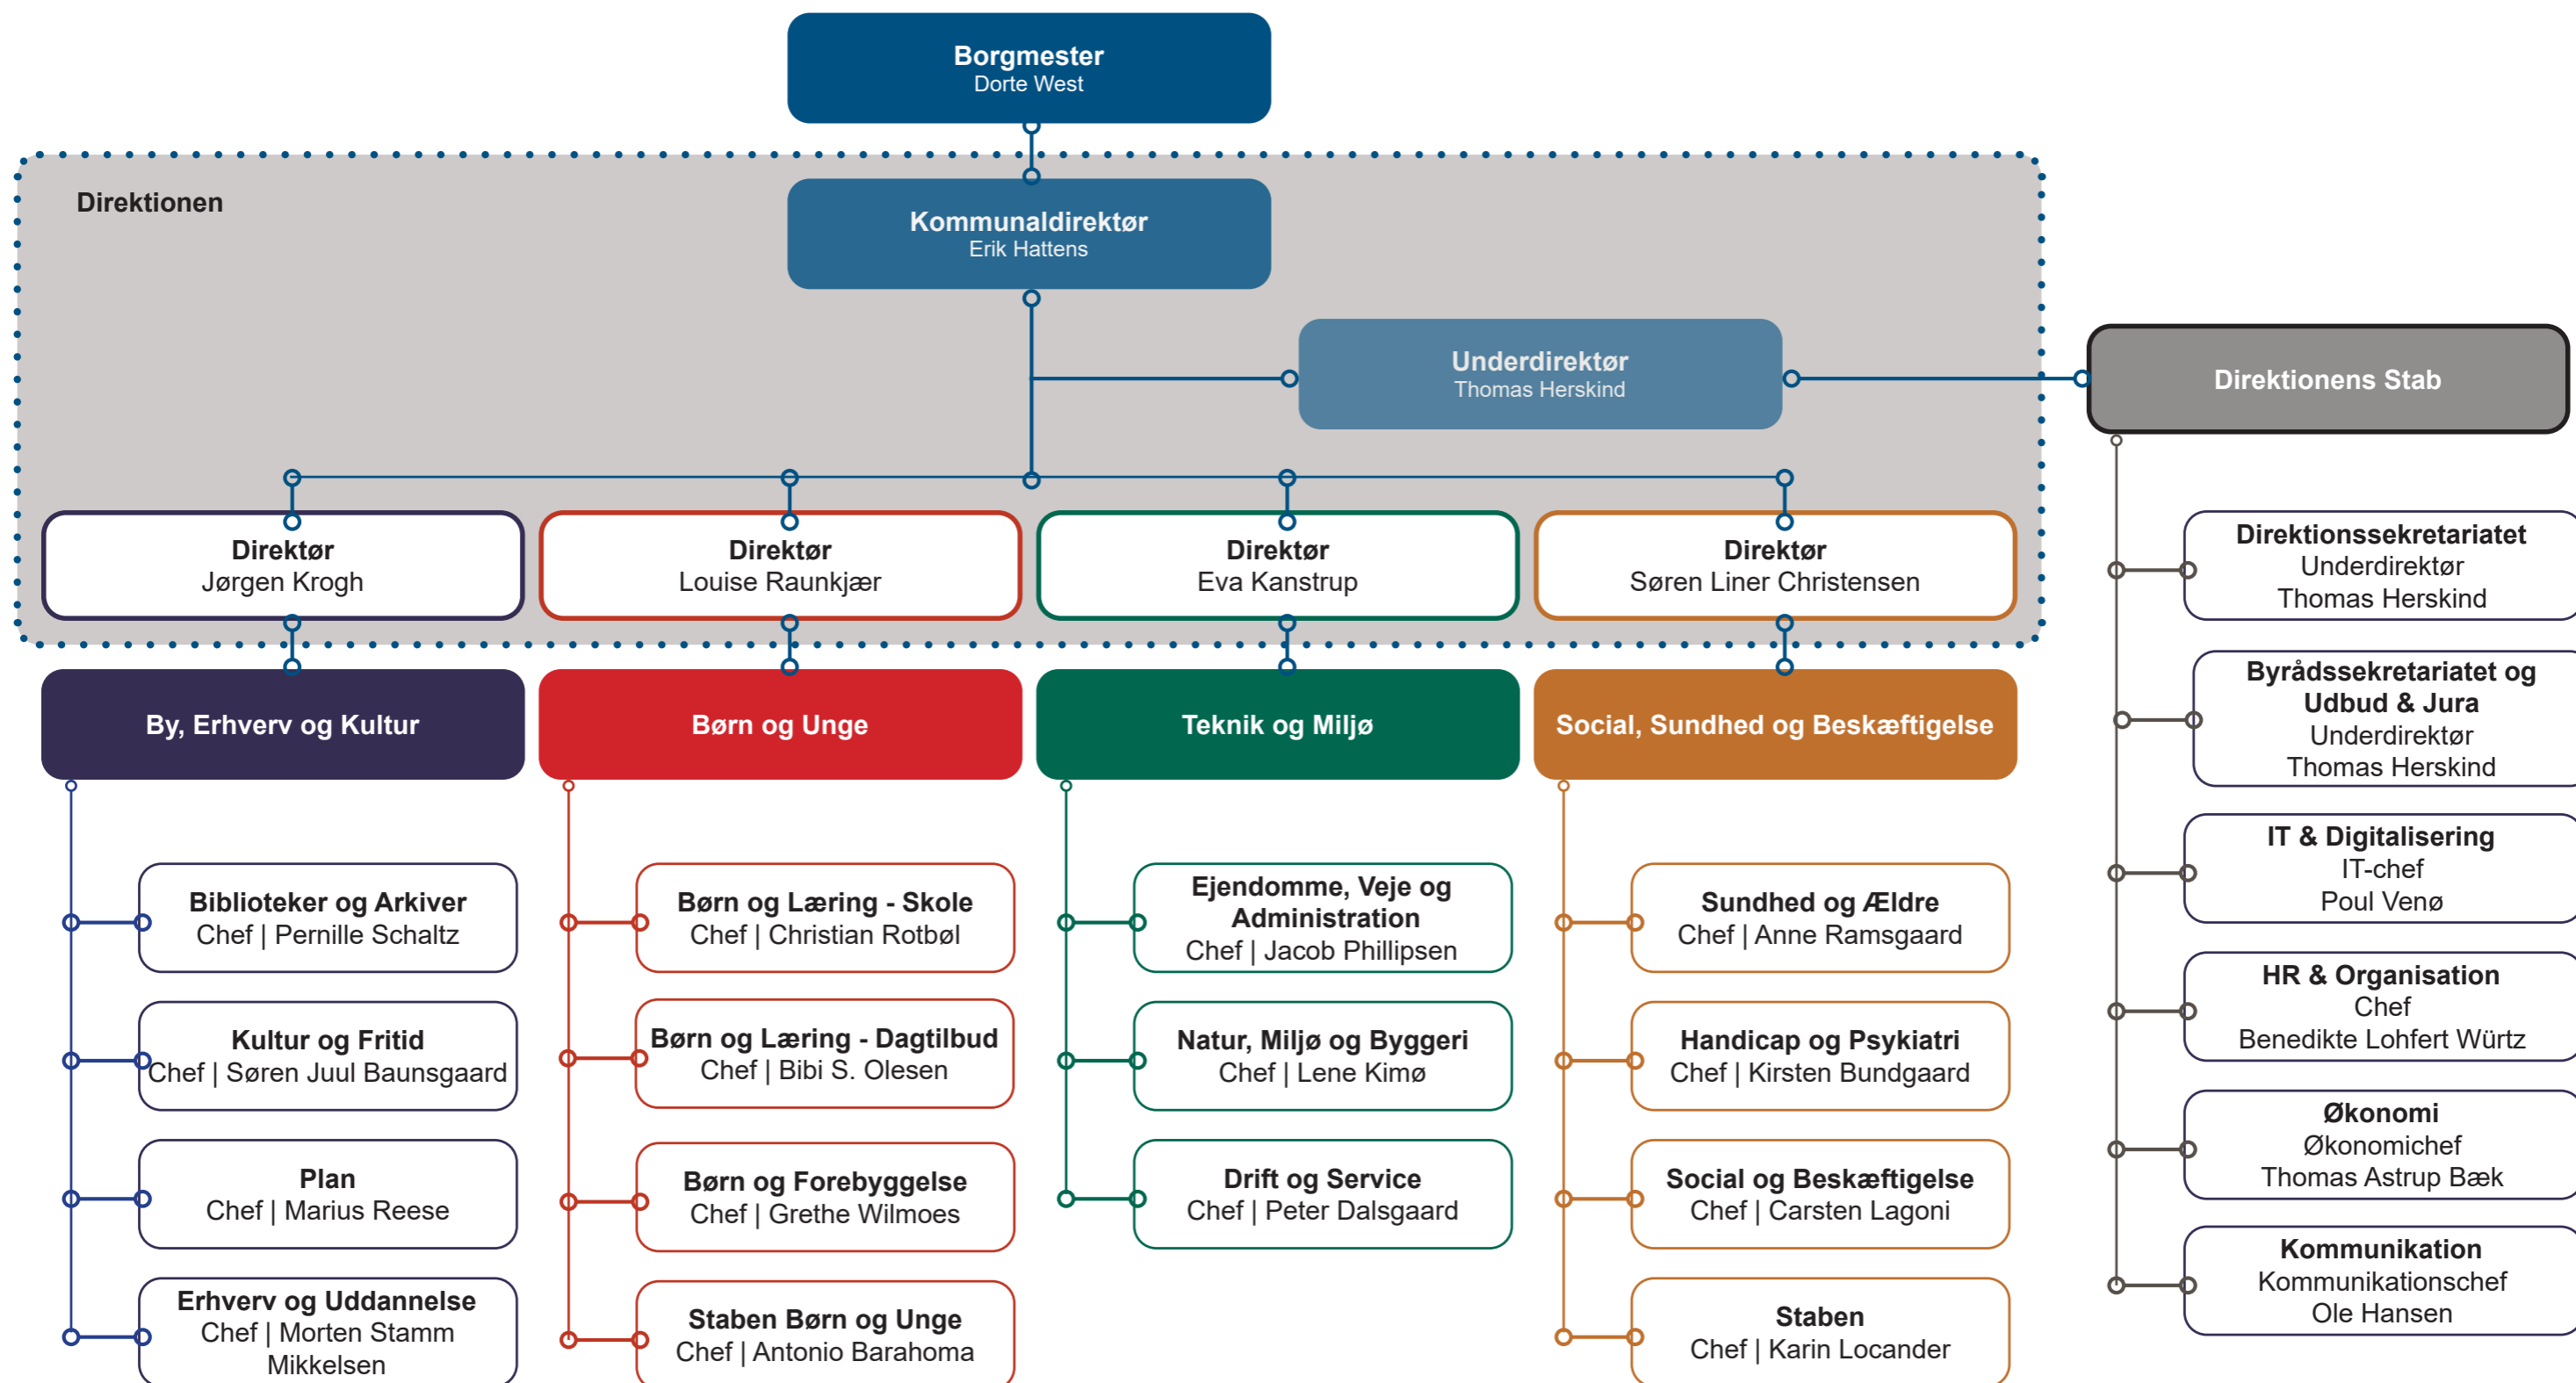 Borgmester
Dorte West
Direktionen
Kommunaldirektør
Erik Hattens
Underdirektør
Thomas Herskind
Direktionens Stab
Direktør
Jørgen Krogh
Direktør
Louise Raunkjær
Direktør
Eva Kanstrup
Direktør
Søren Liner Christensen
By, Erhverv og Kultur
Biblioteker og Arkiver
Chef | Pernille Schaltz
Kultur og Fritid
Chef | Søren Juul Baunsgaard
Plan
Chef | Marius Reese
Erhverv og Uddannelse
Chef | Morten Stamm
Mikkelsen
Børn og Unge
Børn og Læring - Skole
Chef | Christian Rotbøl
Børn og Læring - Dagtilbud
Chef | Bibi S. Olesen
Børn og Forebyggelse
Chef | Grethe Wilmoes
Staben Børn og Unge
Chef | Antonio Barahoma
Teknik og Miljø
Ejendomme, Veje og
Administration
Chef | Jacob Phillipsen
Natur, Miljø og Byggeri
Chef | Lene Kimø
Drift og Service
Chef | Peter Dalsgaard
Social, Sundhed og Beskæftigelse
Sundhed og Ældre
Chef | Anne Ramsgaard
Handicap og Psykiatri
Chef | Kirsten Bundgaard
Social og Beskæftigelse
Chef | Carsten Lagoni
Staben
Chef | Karin Locander
Direktionssekretariatet
Underdirektør
Thomas Herskind
Byrådssekretariatet og
Udbud & Jura
Underdirektør
Thomas Herskind
IT & Digitalisering
IT-chef
Poul Venø
HR & Organisation
Chef
Benedikte Lohfert Würtz
Økonomi
Økonomichef
Thomas Astrup Bæk
Kommunikation
Kommunikationschef
Ole Hansen